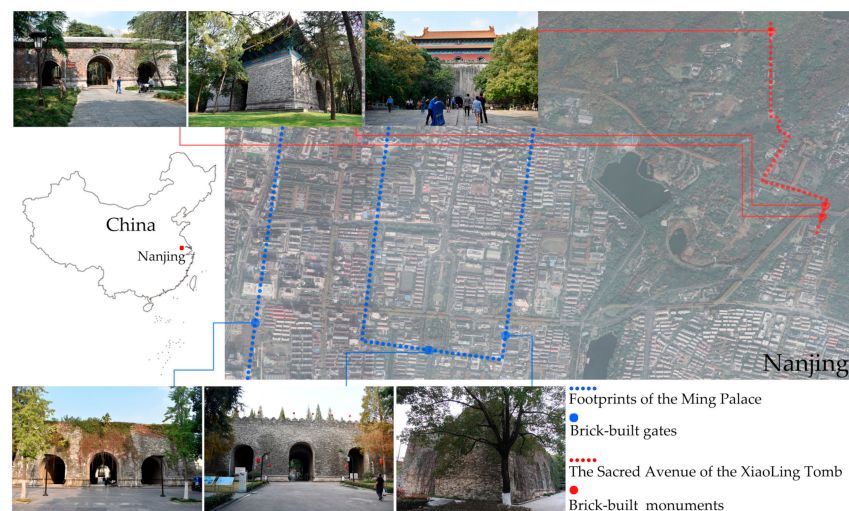 China
Nanjing
Nanjing
Footprints of the Ming Palace
Brick-built gates
The Sacred Avenue of the XiaoLing Tomb
Brick-built monuments